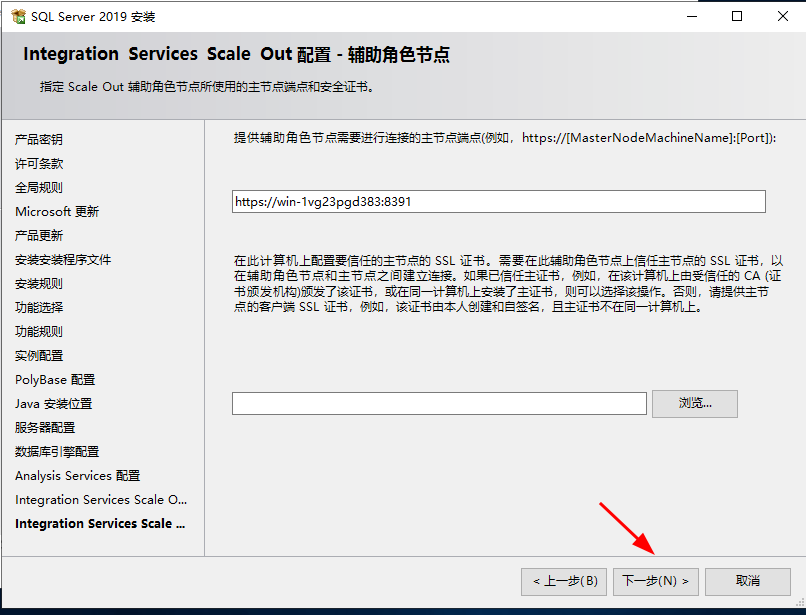 SQL Server 2019 安装
Integration Services Scale Out 配置 - 辅助角色节点
指定 Scale Out 辅助角色节点所使用的主节点端点和安全证书。
产品密钥
许可条款
全局规则
Microsoft 更新
产品更新
安装安装程序文件
安装规则
功能选择
功能规则
实例配置
PolyBase 配置
Java 安装位置
服务器配置
数据库引擎配置
Analysis Services 配置
Integration Services Scale O...
Integration Services Scale ...
提供辅助角色节点需要进行连接的主节点端点(例如，https://[MasterNodeMachineName]:[Port]):
https://win-1vg23pgd383:8391
在此计算机上配置要信任的主节点的 SSL 证书。需要在此辅助角色节点上信任主节点的 SSL 证书，以
在辅助角色节点和主节点之间建立连接。如果已信任主证书，例如，在该计算机上由受信任的 CA (证
书颁发机构)颁发了该证书，或在同一计算机上安装了主证书，则可以选择该操作。否则，请提供主节
点的客户端 SSL 证书，例如，该证书由本人创建和自签名，且主证书不在同一计算机上。
浏览...
< 上一步(B)
下一步(N) >
取消